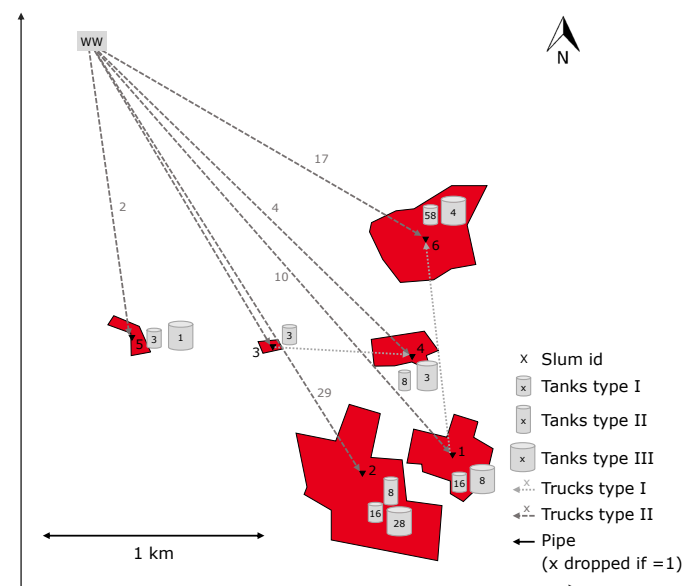 WW
N
17
2
4
58
4
6
10
3
3
1
5
3
4
8
3
29
1
2
8
16
8
16
28
1 km
x Slum id
x Tanks type I
x Tanks type II
x Tanks type III
x Trucks type I
x Trucks type II
Pipe
(x dropped if =1)